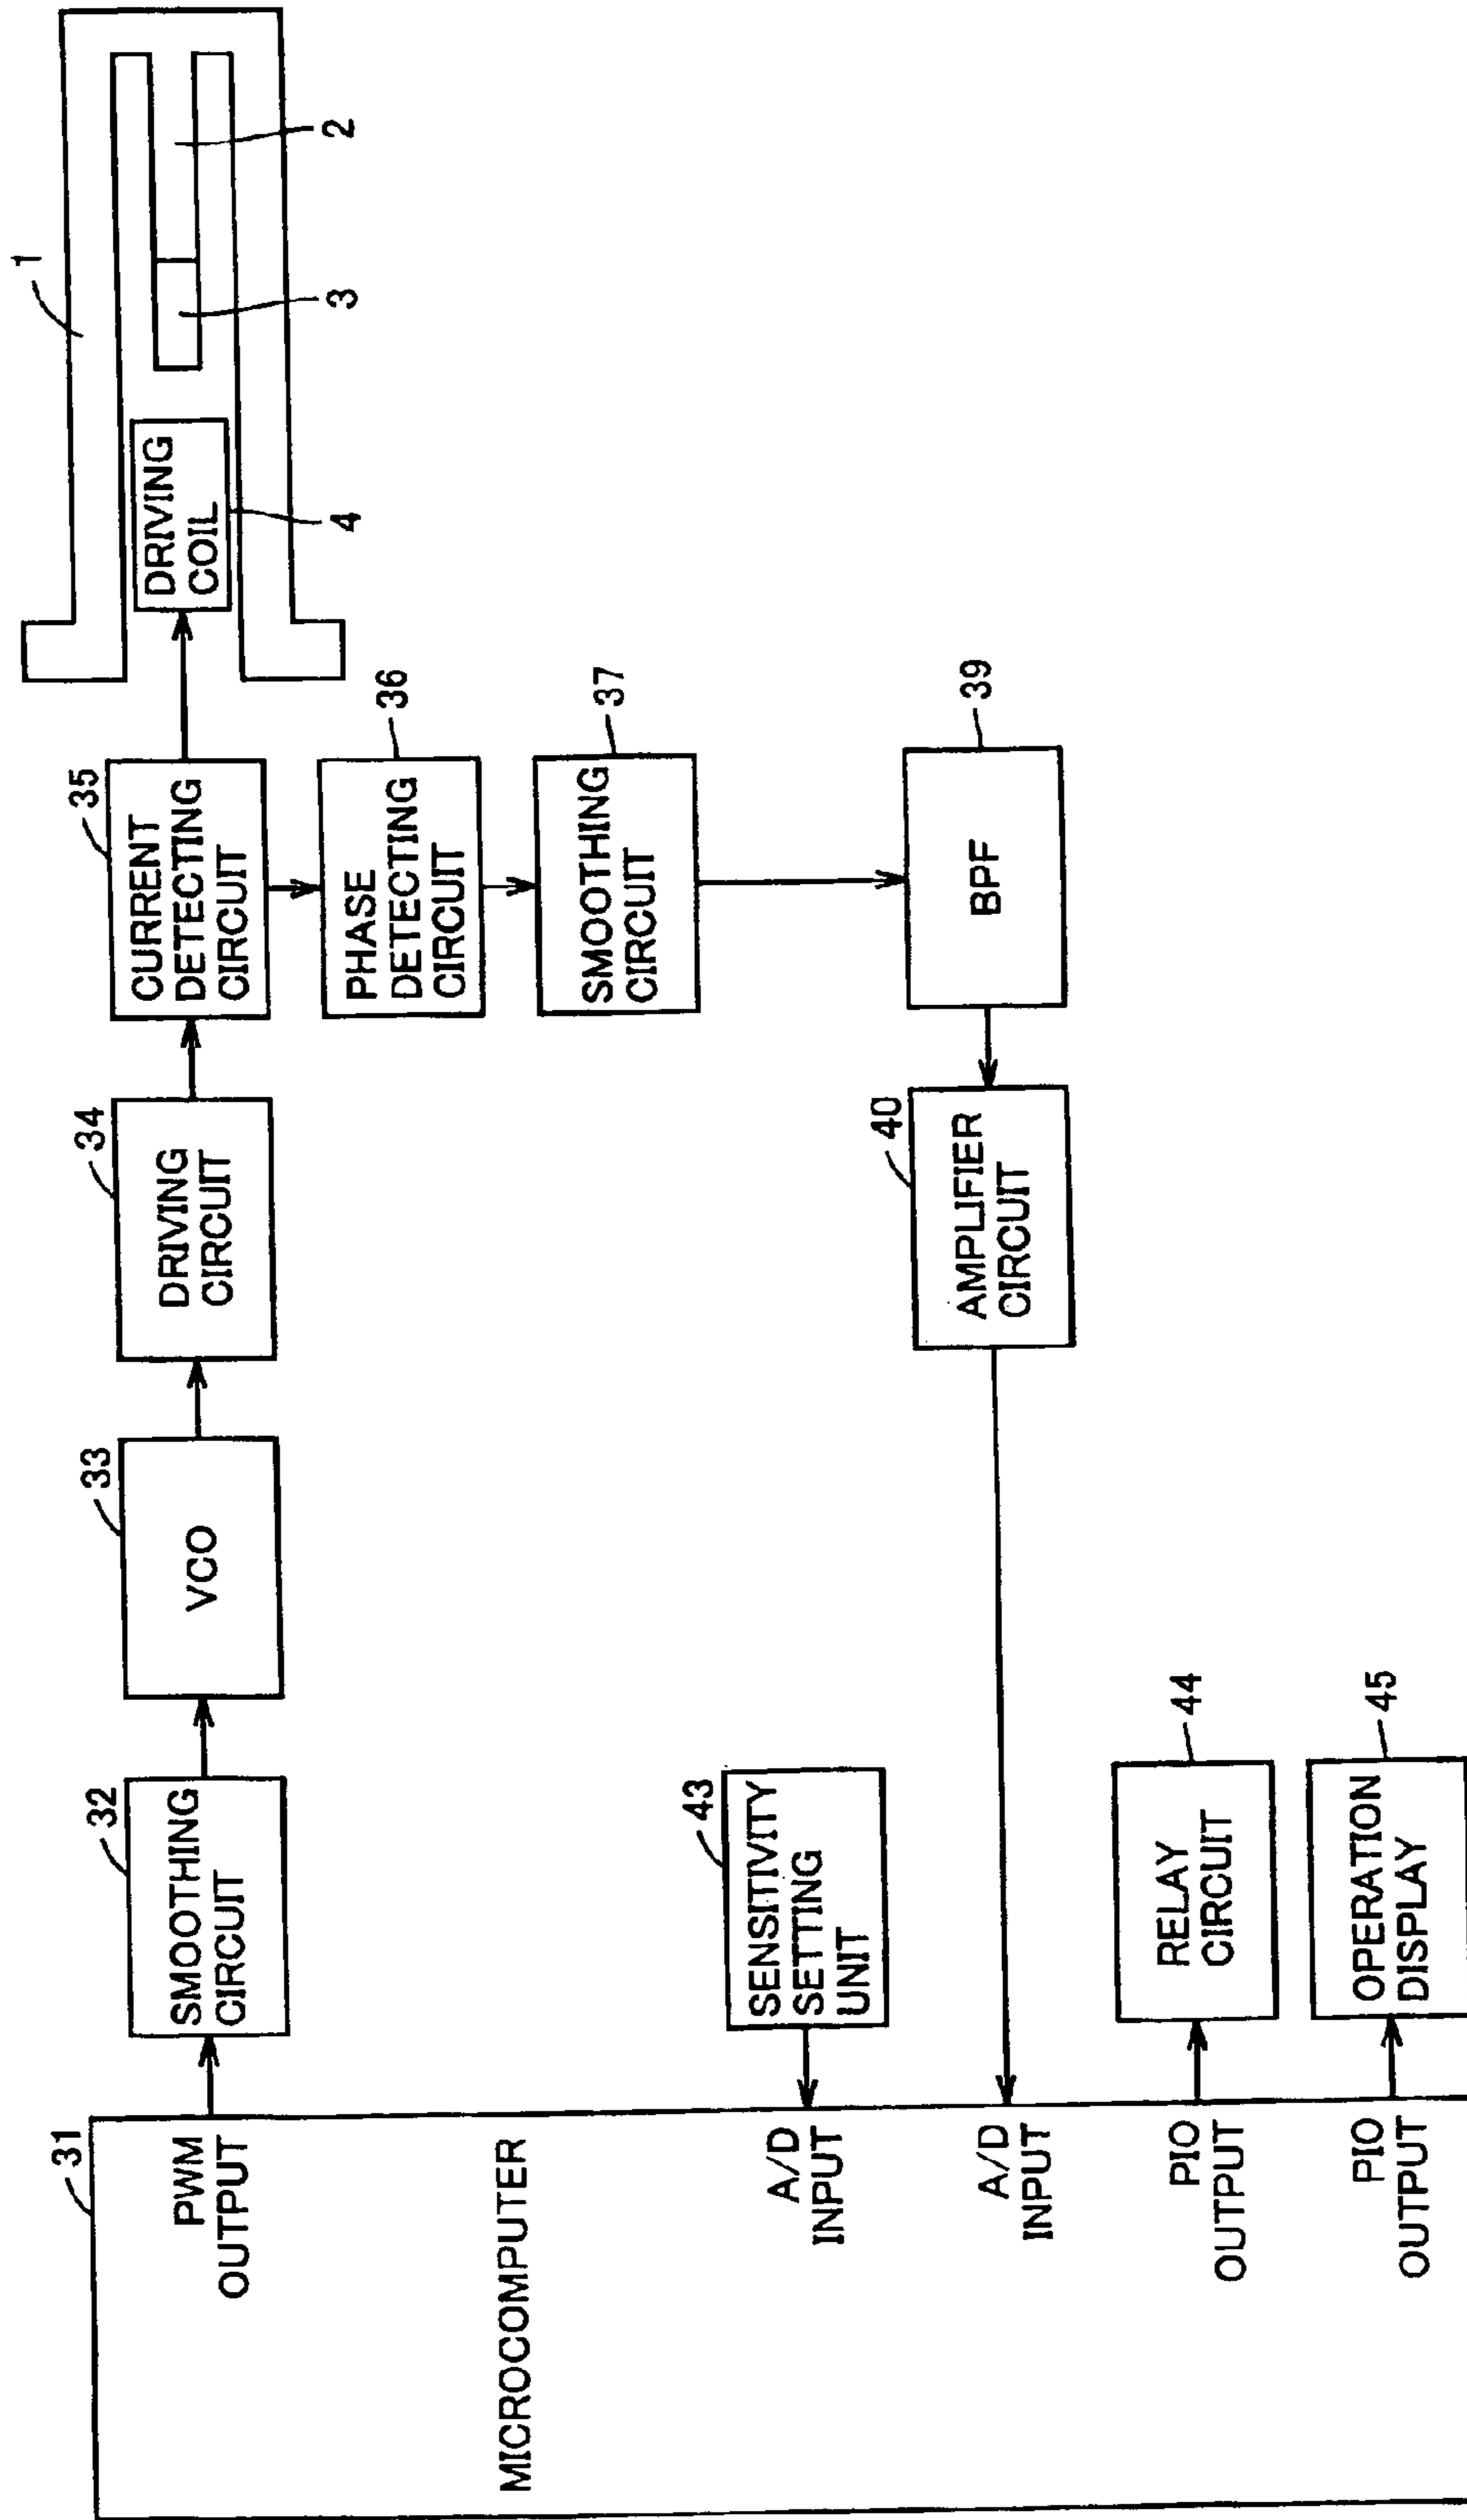 1
2
3
DRIVING
COIL
4
35
CURRENT
DETECTING
CIRCUIT
36
PHASE
DETECTING
CIRCUIT
37
SMOOTHING
CIRCUIT
39
BPF
34
DRIVING
CIRCUIT
40
AMPLIFIER
CIRCUIT
33
VCO
32
SMOOTHING
CIRCUIT
43
SENSITIVITY
SETTING
UNIT
44
RELAY
CIRCUIT
45
OPERATION
DISPLAY
31
PWM
OUTPUT
MICROCOMPUTER
A/D
INPUT
A/D
INPUT
PIO
OUTPUT
PIO
OUTPUT